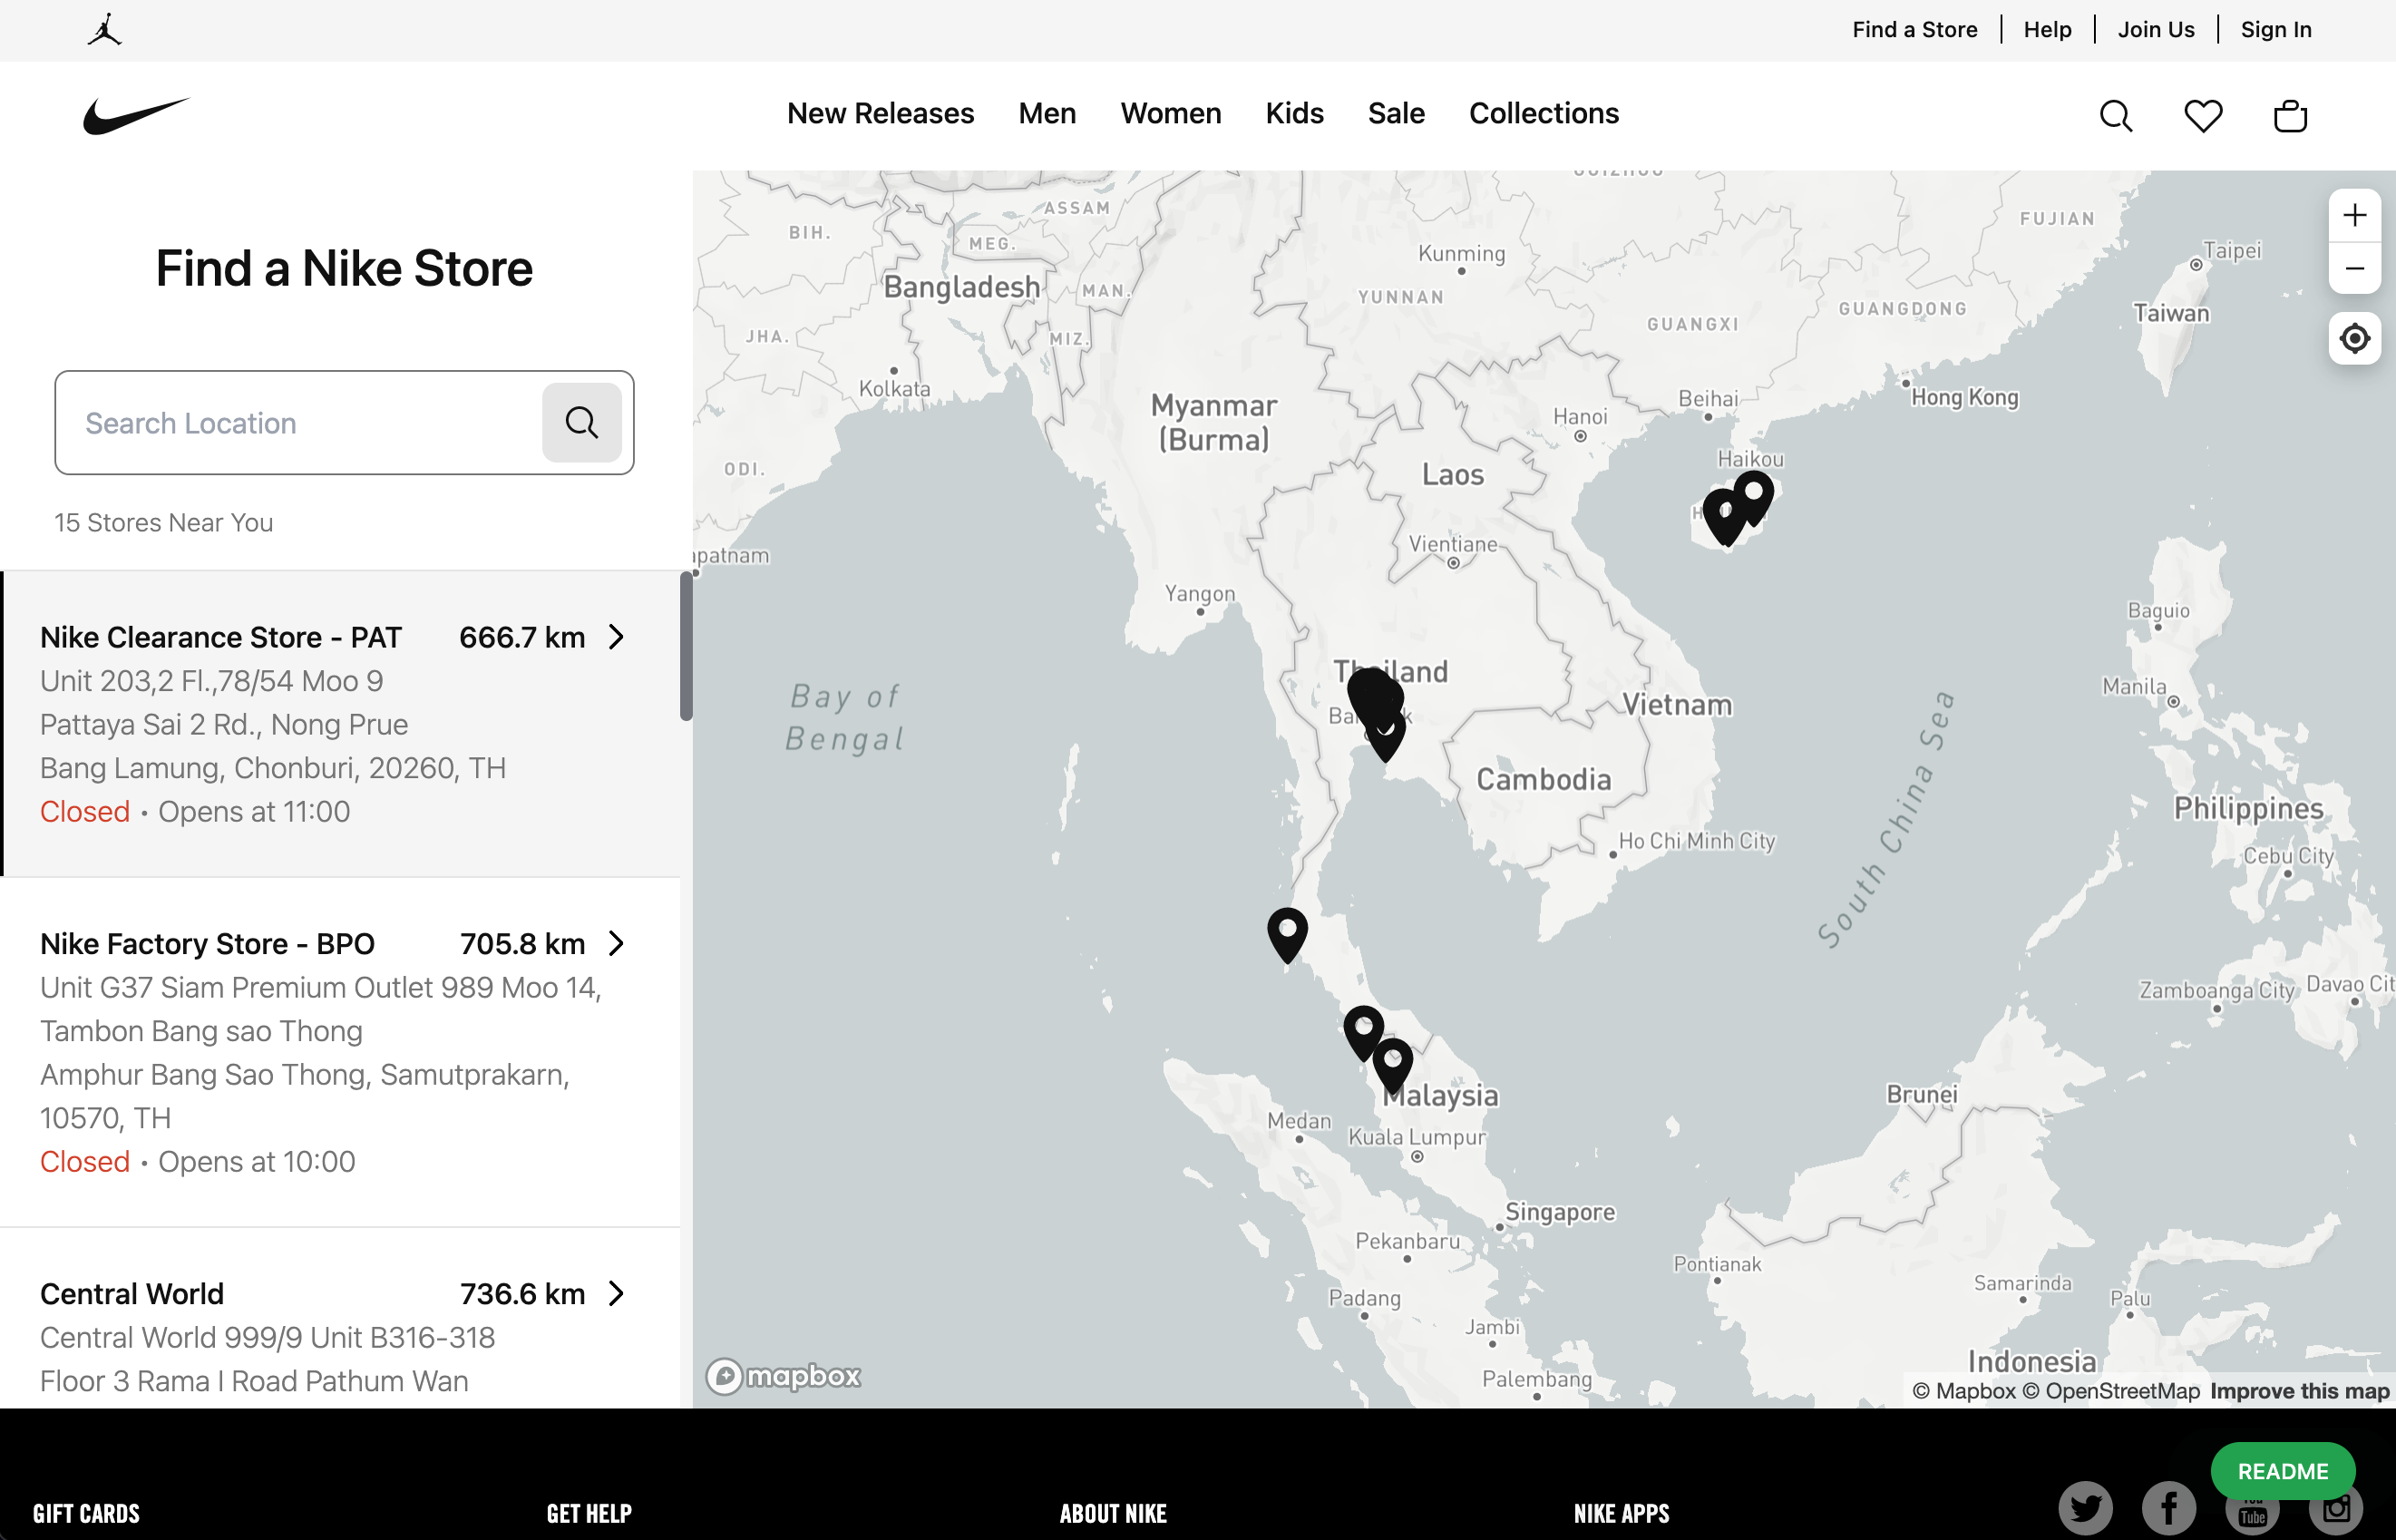 Find a Store
Help
Join Us
Sign In
New Releases
Men
Women
Kids
Sale
Collections
Find a Nike Store
Search Location
15 Stores Near You
Nike Clearance Store - PAT
666.7 km
Unit 203,2 Fl.,78/54 Moo 9
Pattaya Sai 2 Rd., Nong Prue
Bang Lamung, Chonburi, 20260, TH
Closed • Opens at 11:00
Nike Factory Store - BPO
705.8 km
Unit G37 Siam Premium Outlet 989 Moo 14,
Tambon Bang sao Thong
Amphur Bang Sao Thong, Samutprakarn,
10570, TH
Closed • Opens at 10:00
Central World
736.6 km
Central World 999/9 Unit B316-318
Floor 3 Rama I Road Pathum Wan
ASSAM
BIH.
MEG.
Bangladesh
MAN.
JHA.
MIZ.
Kolkata
ODI.
Kunming
YUNNAN
GUANGXI
GUANGDONG
FUJIAN
Taipei
Taiwan
Myanmar
(Burma)
Hanoi
Beihai
Hong Kong
Laos
Haikou
Vientiane
Yangon
Baguio
Manila
Thailand
Vietnam
Bay of
Bengal
Cambodia
Ho Chi Minh City
South China Sea
Philippines
Cebu City
Zamboanga City
Malaysia
Brunei
Medan
Kuala Lumpur
Singapore
Pekanbaru
Pontianak
Samarinda
Padang
Palu
Jambi
Palembang
Indonesia
mapbox
© Mapbox © OpenStreetMap Improve this map
README
GIFT CARDS
GET HELP
ABOUT NIKE
NIKE APPS